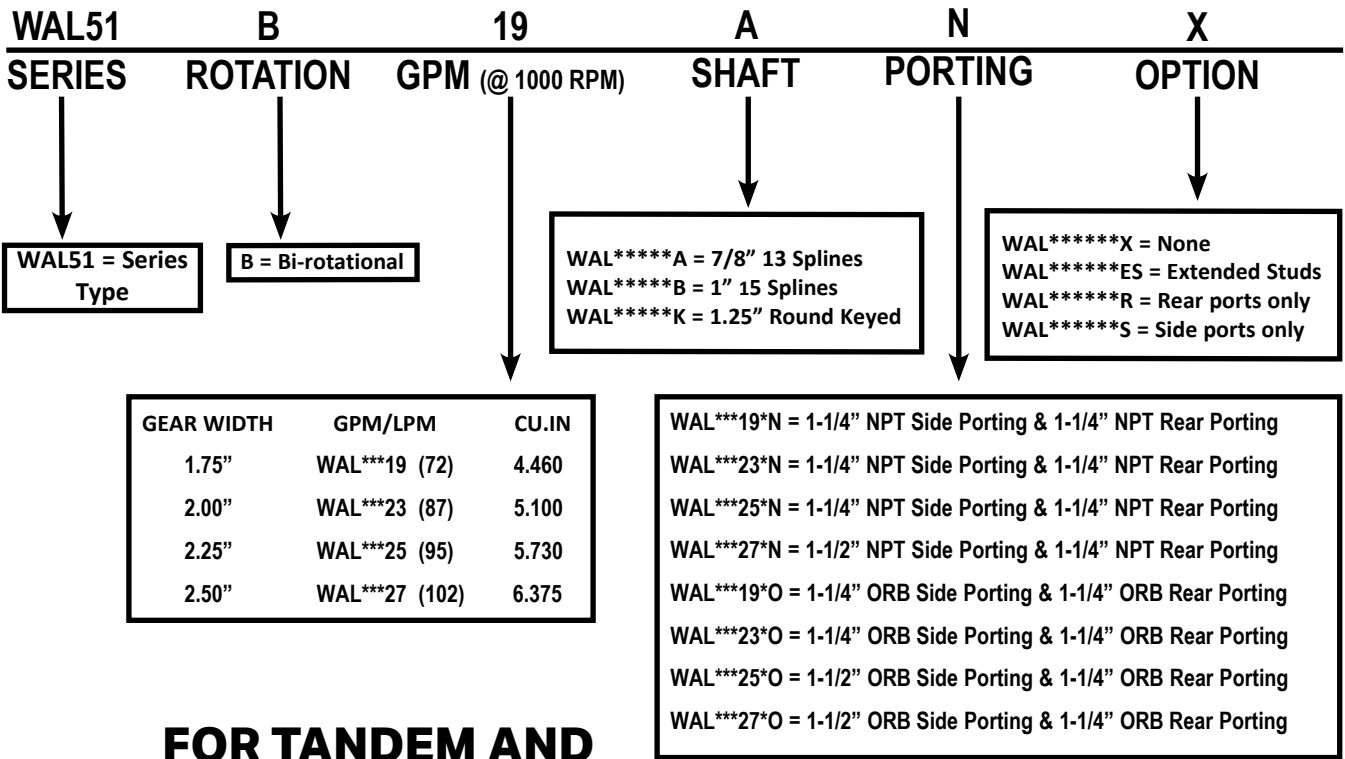 WAL51 B 19 A N X
SERIES ROTATION GPM (@ 1000 RPM) SHAFT PORTING OPTION
WAL51 = Series
Type
B = Bi-rotational
WAL*****A = 7/8” 13 Splines
WAL*****B = 1” 15 Splines
WAL*****K = 1.25” Round Keyed
WAL******X = None
WAL******ES = Extended Studs
WAL******R = Rear ports only
WAL******S = Side ports only
GEAR WIDTH GPM/LPM CU.IN
1.75” WAL***19 (72) 4.460
2.00” WAL***23 (87) 5.100
2.25” WAL***25 (95) 5.730
2.50” WAL***27 (102) 6.375
WAL***19*N = 1-1/4” NPT Side Porting & 1-1/4” NPT Rear Porting
WAL***23*N = 1-1/4” NPT Side Porting & 1-1/4” NPT Rear Porting
WAL***25*N = 1-1/4” NPT Side Porting & 1-1/4” NPT Rear Porting
WAL***27*N = 1-1/2” NPT Side Porting & 1-1/4” NPT Rear Porting
WAL***19*O = 1-1/4” ORB Side Porting & 1-1/4” ORB Rear Porting
WAL***23*O = 1-1/4” ORB Side Porting & 1-1/4” ORB Rear Porting
WAL***25*O = 1-1/2” ORB Side Porting & 1-1/4” ORB Rear Porting
WAL***27*O = 1-1/2” ORB Side Porting & 1-1/4” ORB Rear Porting
FOR TANDEM AND